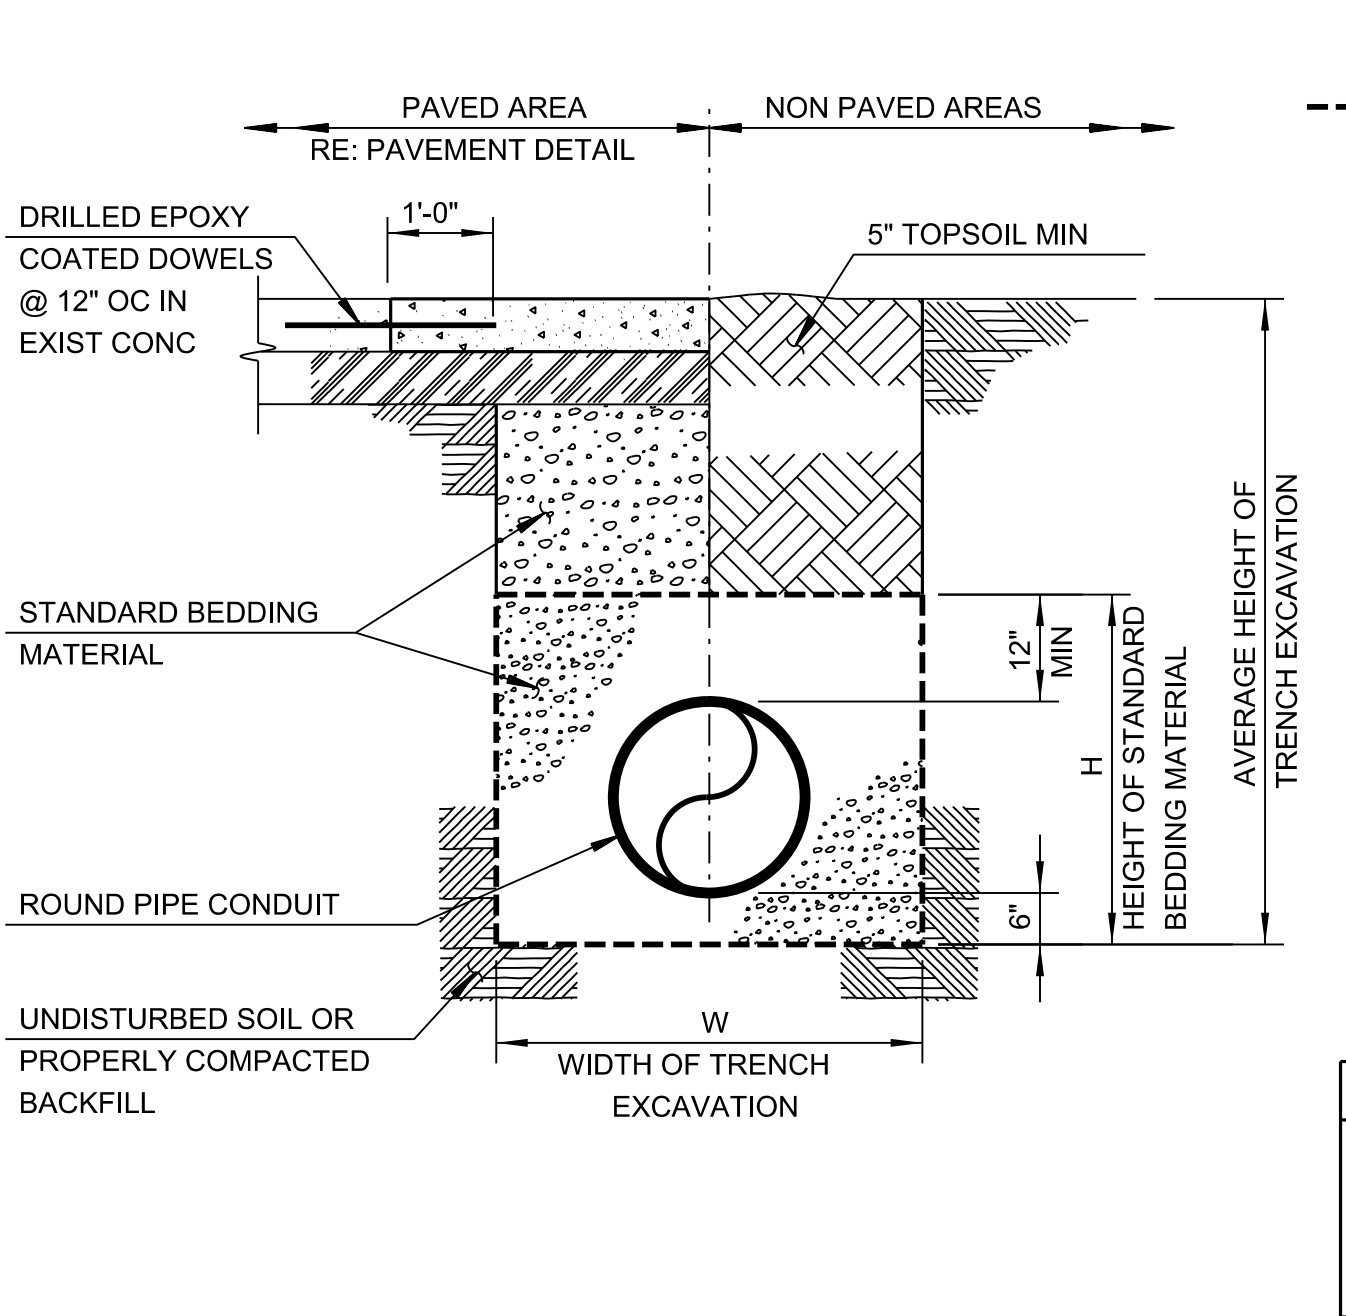 PAVED AREA
NON PAVED AREAS
RE: PAVEMENT DETAIL
DRILLED EPOXY
COATED DOWELS
@ 12" OC IN
EXIST CONC
1'-0"
5" TOPSOIL MIN
STANDARD BEDDING
MATERIAL
12"
MIN
H
HEIGHT OF STANDARD
BEDDING MATERIAL
AVERAGE HEIGHT OF
TRENCH EXCAVATION
ROUND PIPE CONDUIT
6"
UNDISTURBED SOIL OR
PROPERLY COMPACTED
BACKFILL
W
WIDTH OF TRENCH
EXCAVATION